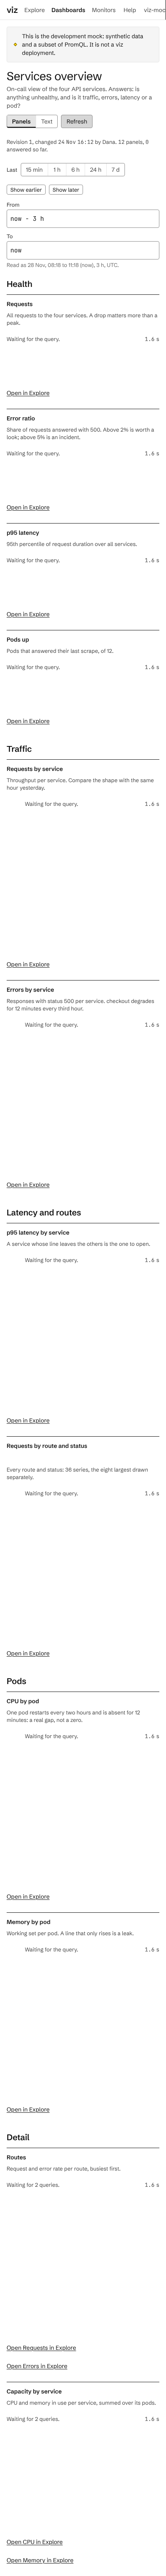 viz Explore Dashboards Monitors Help viz-moc
This is the development mock: synthetic data
and a subset of PromQL. It is not a viz
deployment.
Services overview
On-call view of the four API services. Answers: is
anything unhealthy, and is it traffic, errors, latency or a
pod?
Panels Text Refresh
Revision 1, changed 24 Nov 16:12 by Dana. 12 panels, 0
answered so far.
Last 15 min 1 h 6 h 24 h 7 d
Show earlier Show later
From
now - 3 h
To
now
Read as 28 Nov, 08:18 to 11:18 (now), 3 h, UTC.
Health
Requests
All requests to the four services. A drop matters more than a
peak.
Waiting for the query. 1.6 s
Open in Explore
Error ratio
Share of requests answered with 500. Above 2% is worth a
look; above 5% is an incident.
Waiting for the query. 1.6 s
Open in Explore
p95 latency
95th percentile of request duration over all services.
Waiting for the query. 1.6 s
Open in Explore
Pods up
Pods that answered their last scrape, of 12.
Waiting for the query. 1.6 s
Open in Explore
Traffic
Requests by service
Throughput per service. Compare the shape with the same
hour yesterday.
Waiting for the query. 1.6 s
Open in Explore
Errors by service
Responses with status 500 per service. checkout degrades
for 12 minutes every third hour.
Waiting for the query. 1.6 s
Open in Explore
Latency and routes
p95 latency by service
A service whose line leaves the others is the one to open.
Waiting for the query. 1.6 s
Open in Explore
Requests by route and status
Every route and status: 36 series, the eight largest drawn
separately.
Waiting for the query. 1.6 s
Open in Explore
Pods
CPU by pod
One pod restarts every two hours and is absent for 12
minutes: a real gap, not a zero.
Waiting for the query. 1.6 s
Open in Explore
Memory by pod
Working set per pod. A line that only rises is a leak.
Waiting for the query. 1.6 s
Open in Explore
Detail
Routes
Request and error rate per route, busiest first.
Waiting for 2 queries. 1.6 s
Open Requests in Explore
Open Errors in Explore
Capacity by service
CPU and memory in use per service, summed over its pods.
Waiting for 2 queries. 1.6 s
Open CPU in Explore
Open Memory in Explore